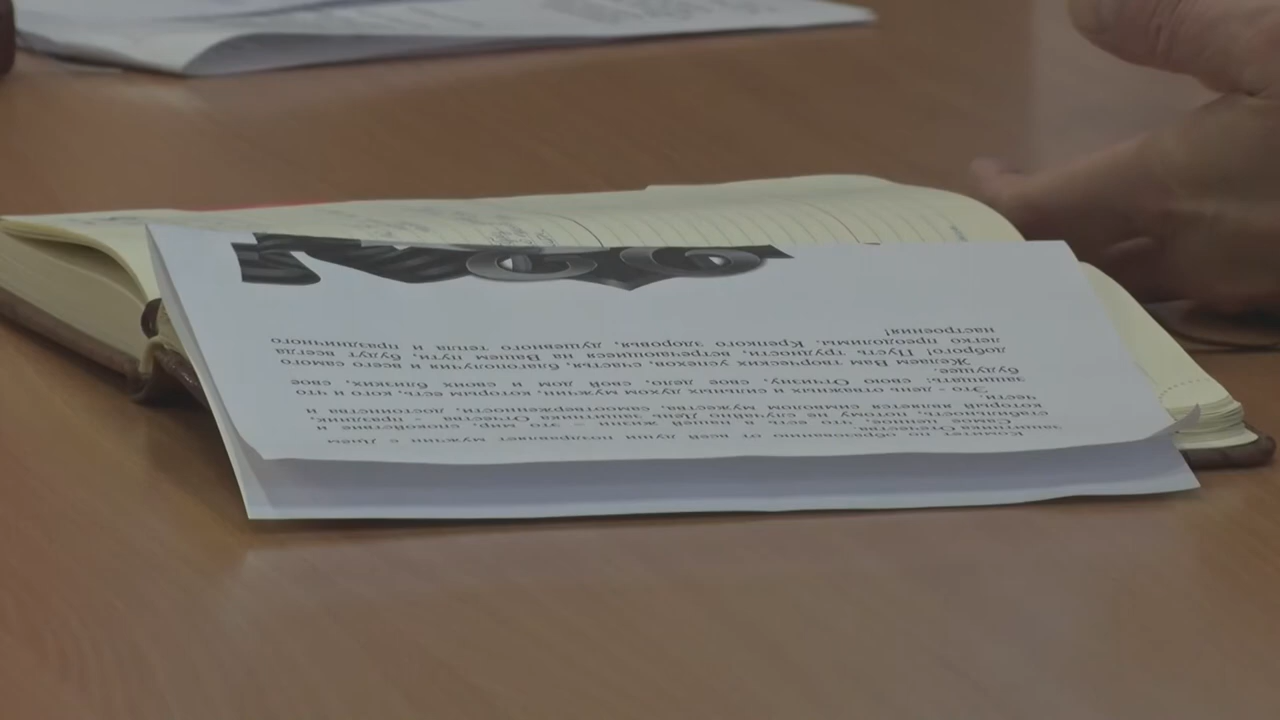 Комитет по образованию от всей души поздравляет мужчин с Днем
защитника Отечества.
Самое ценное, что есть в нашей жизни – это мир, спокойствие и
стабильность, потому не случайно День защитника Отечества, праздник,
который является символом мужества, самоотверженности, достоинства и
чести.
Это - день отважных и сильных духом мужчин, которым есть, кого и что
защищать: свою Отчизну, свое дело, свой дом и своих близких, свое
будущее.
Желаем Вам творческих успехов, счастья, благополучия и всего самого
доброго! Пусть трудности, встречающиеся на Вашем пути, будут всегда
легко преодолимы. Крепкого здоровья, душевного тепла и праздничного
настроения!